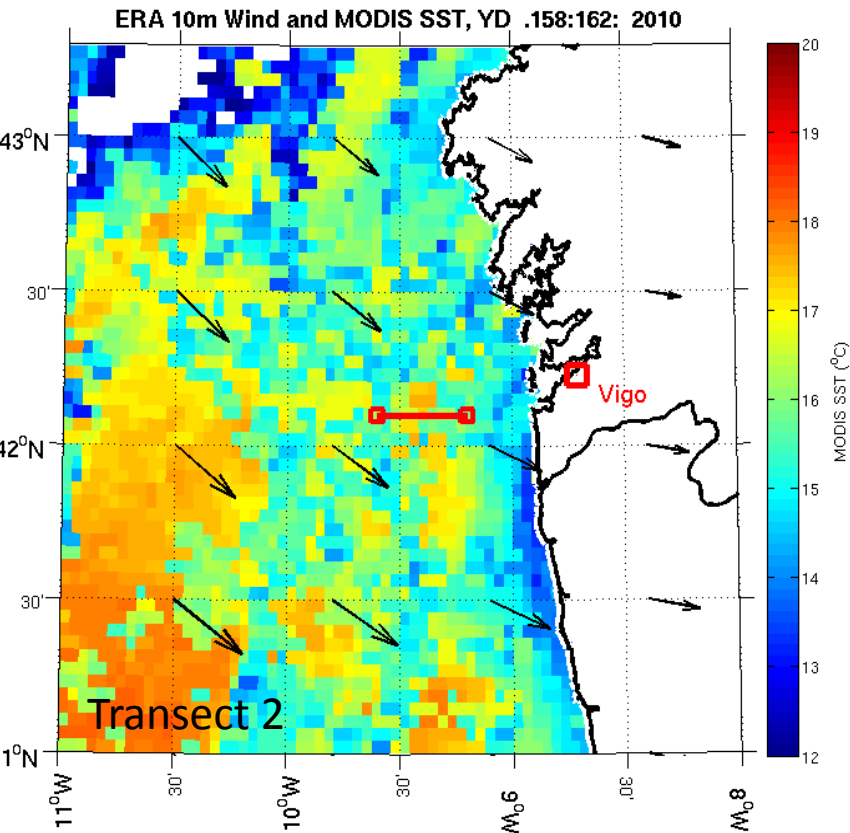 ERA 10m Wind and MODIS SST, YD .158:162: 2010
20
19
18
17
16
15
14
13
12
MODIS SST (°C)
43°N
30'
42°N
30'
1°N
Vigo
Transect 2
11°W
30'
10°W
30'
9°W
30'
8°W